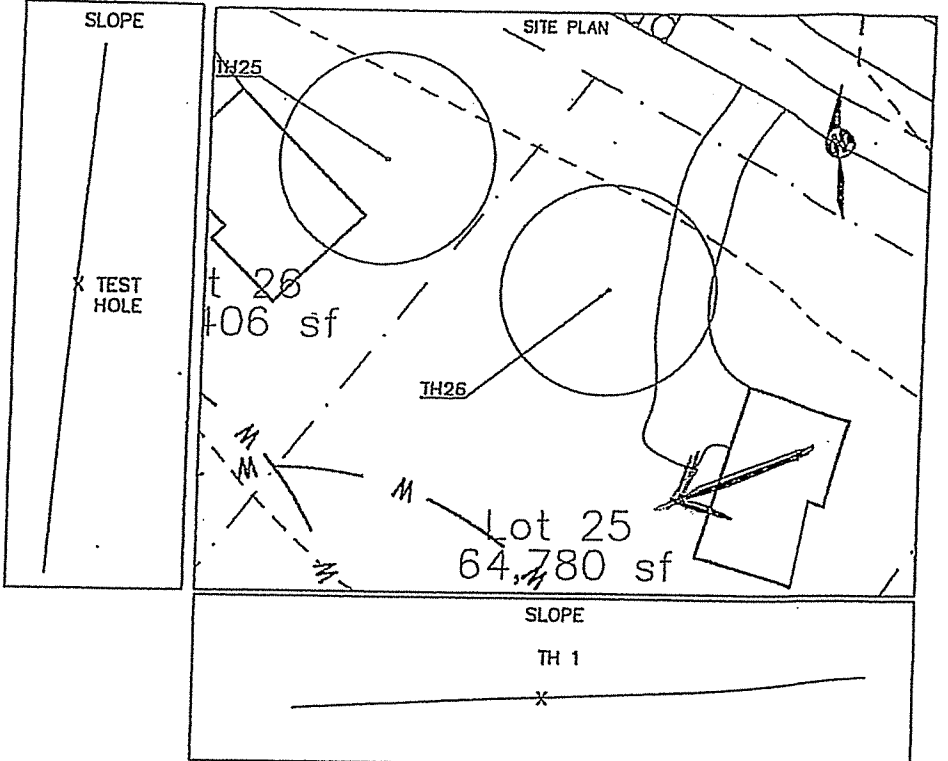 SLOPE
X TEST
HOLE
SITE PLAN
TH25
t 26
406 sf
TH26
Lot 25
64,780 sf
SLOPE
TH 1
X